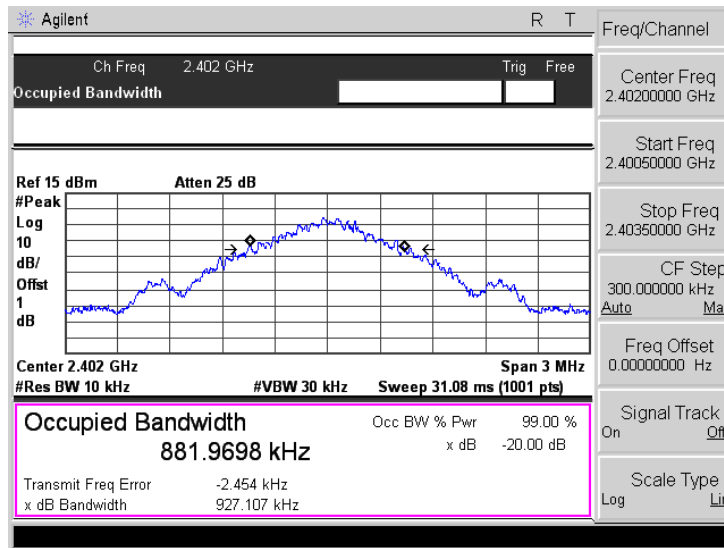 Agilent R T
Ch Freq 2.402 GHz Trig Free
Occupied Bandwidth
Ref 15 dBm Atten 25 dB
#Peak
Log
10
dB/
Offst
1
dB
Center 2.402 GHz Span 3 MHz
#Res BW 10 kHz #VBW 30 kHz Sweep 31.08 ms (1001 pts)
Occupied Bandwidth
881.9698 kHz
Occ BW % Pwr 99.00 %
x dB -20.00 dB
Transmit Freq Error -2.454 kHz
x dB Bandwidth 927.107 kHz
Freq/Channel
Center Freq
2.40200000 GHz
Start Freq
2.40050000 GHz
Stop Freq
2.40350000 GHz
CF Step
300.000000 kHz
Auto Ma
Freq Offset
0.00000000 Hz
Signal Track
On Off
Scale Type
Log Lin